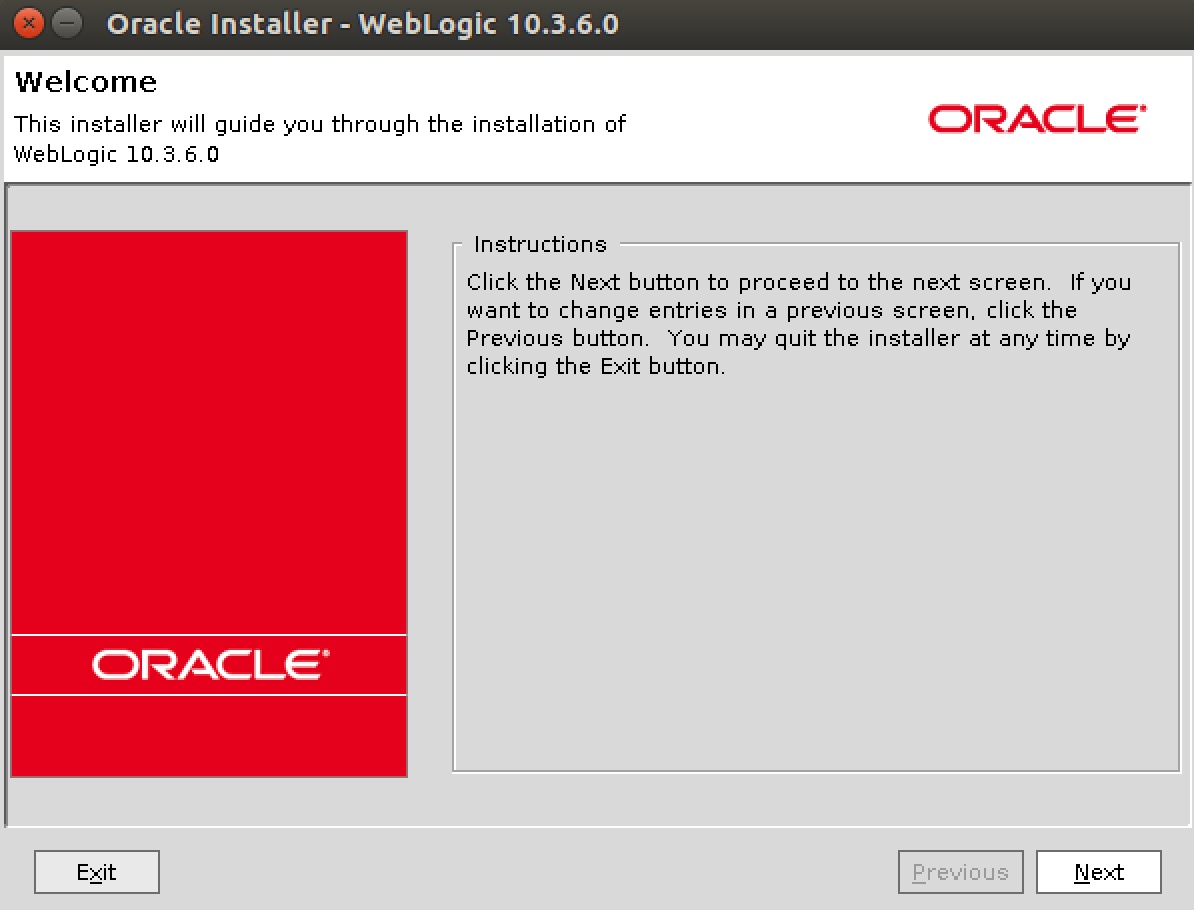 Oracle Installer - WebLogic 10.3.6.0
Welcome
This installer will guide you through the installation of
WebLogic 10.3.6.0
ORACLE
Instructions
Click the Next button to proceed to the next screen.  If you
want to change entries in a previous screen, click the
Previous button.  You may quit the installer at any time by
clicking the Exit button.
ORACLE
Exit
Previous
Next